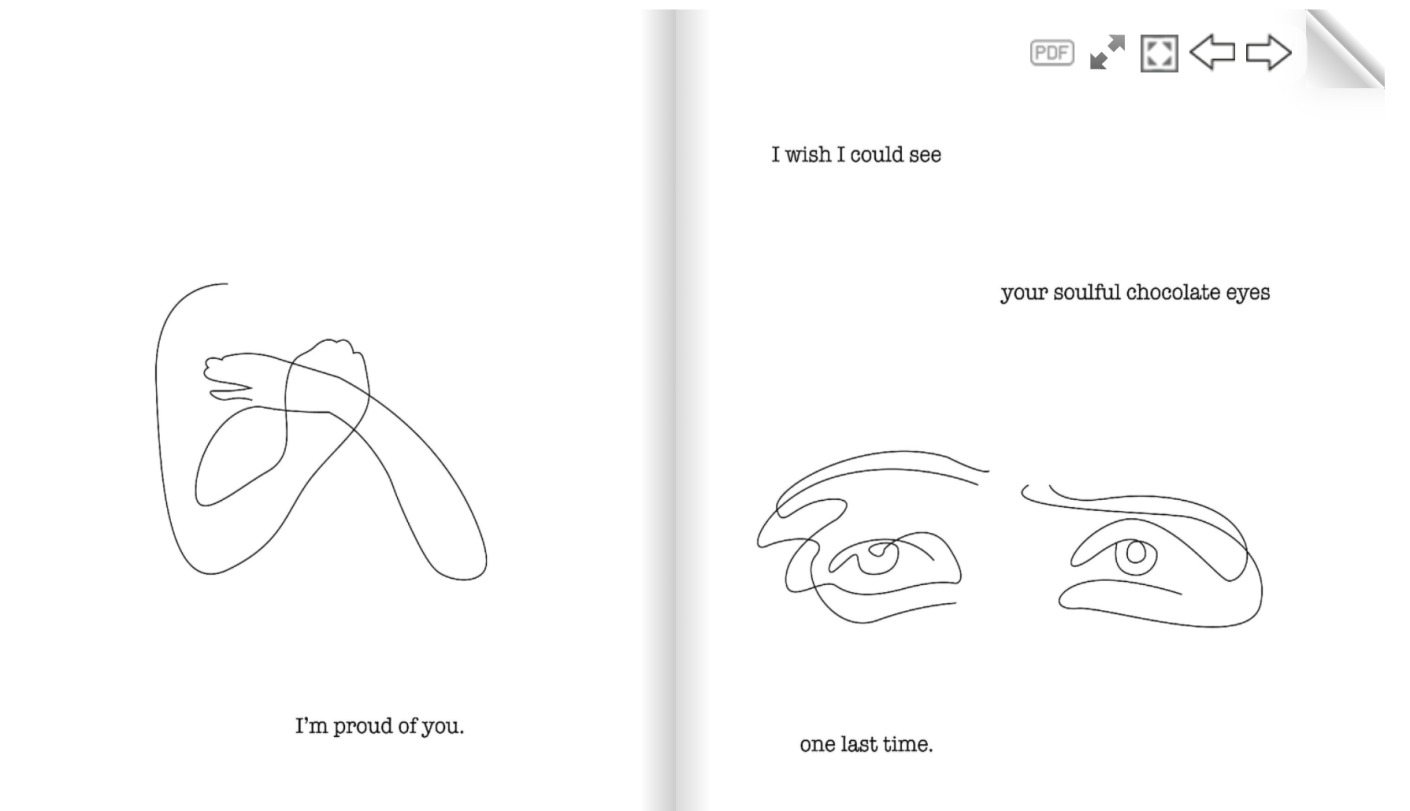 I'm proud of you.
PDF
I wish I could see
your soulful chocolate eyes
one last time.